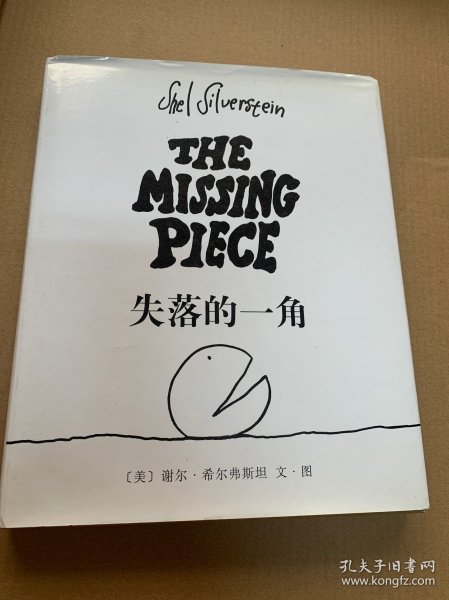 Shel Silverstein
THE
MISSING
PIECE
失落的一角
〔美〕谢尔·希尔弗斯坦 文·图
孔夫子旧书网
www.kongfz.com